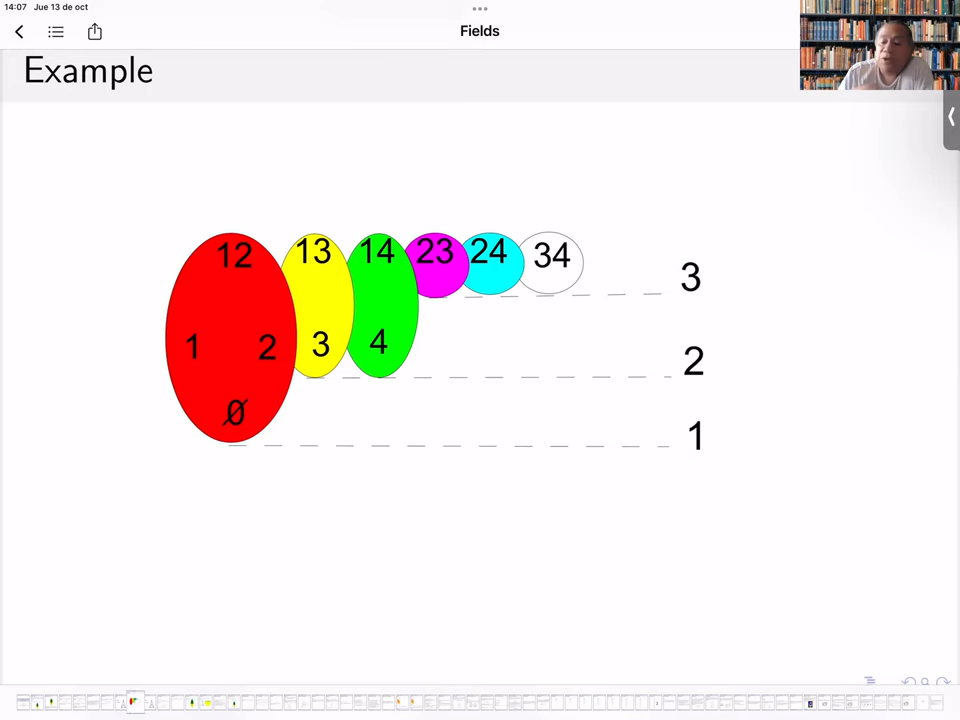 14:07 Jue 13 de oct
Fields
Example
12 13 14 23 24 34
3
1 2 3 4
2
Ø
1